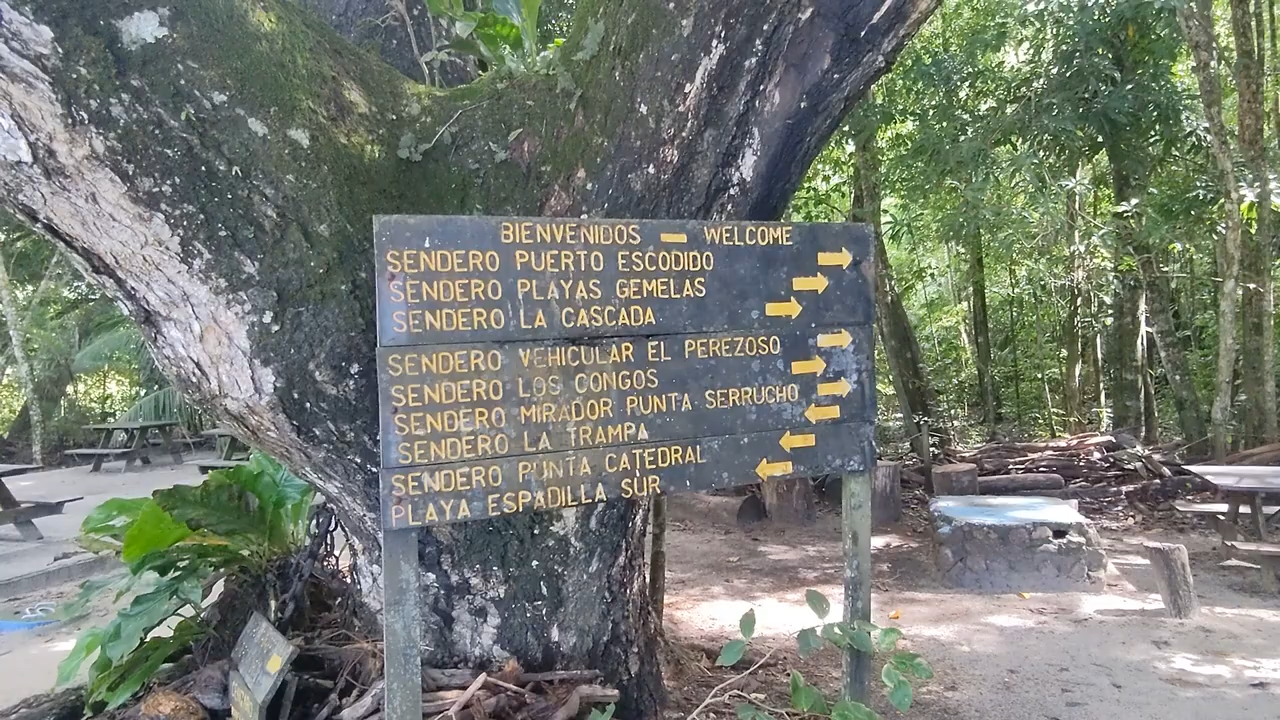 BIENVENIDOS - WELCOME
SENDERO PUERTO ESCODIDO
SENDERO PLAYAS GEMELAS
SENDERO LA CASCADA
SENDERO VEHICULAR EL PEREZOSO
SENDERO LOS CONGOS
SENDERO MIRADOR PUNTA SERRUCHO
SENDERO LA TRAMPA
SENDERO PUNTA CATEDRAL
PLAYA ESPADILLA SUR